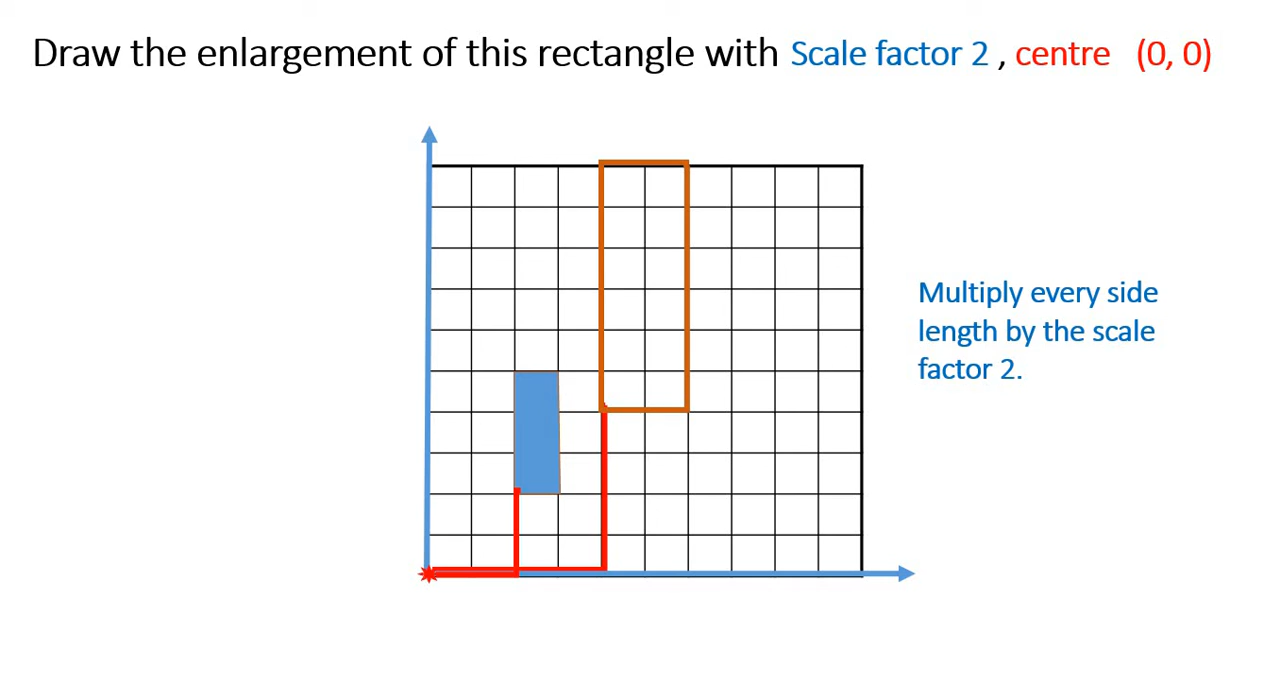 Draw the enlargement of this rectangle with Scale factor 2 , centre (0, 0)
Multiply every side
length by the scale
factor 2.